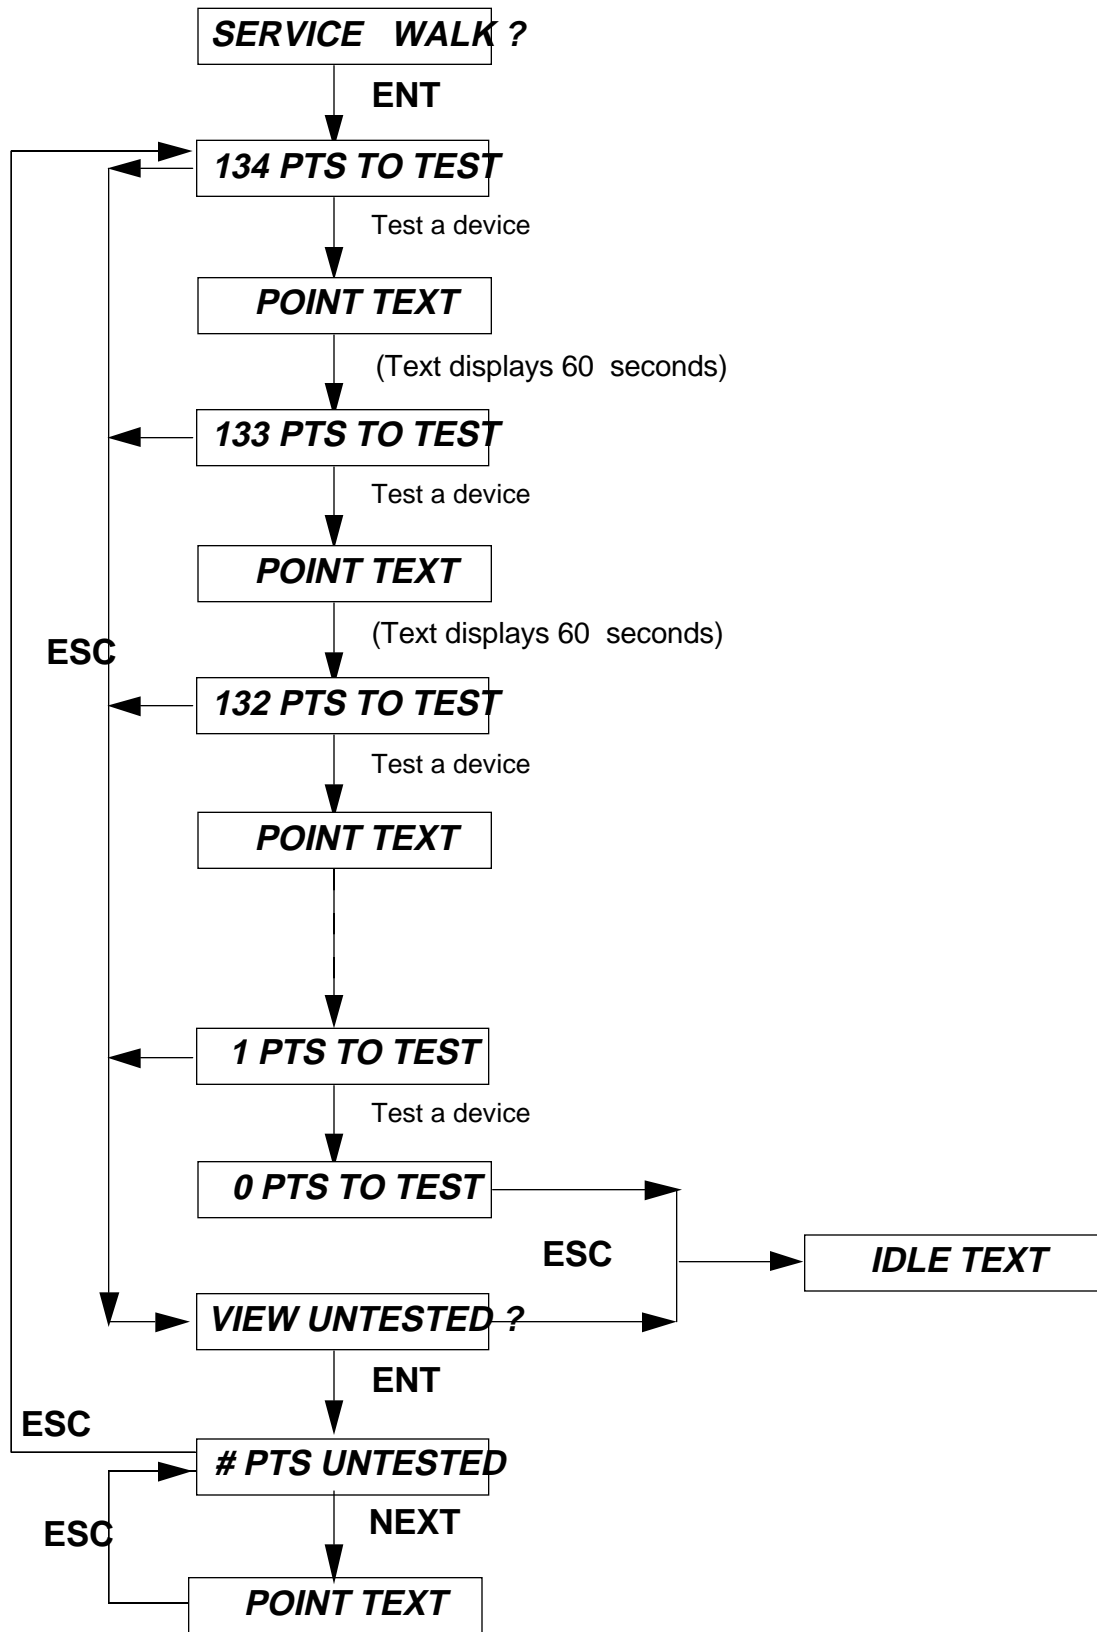 SERVICE WALK ?
ENT
134 PTS TO TEST
Test a device
POINT TEXT
(Text displays 60 seconds)
133 PTS TO TEST
Test a device
POINT TEXT
(Text displays 60 seconds)
ESC
132 PTS TO TEST
Test a device
POINT TEXT
1 PTS TO TEST
Test a device
0 PTS TO TEST
ESC
IDLE TEXT
VIEW UNTESTED ?
ENT
ESC
# PTS UNTESTED
NEXT
ESC
POINT TEXT